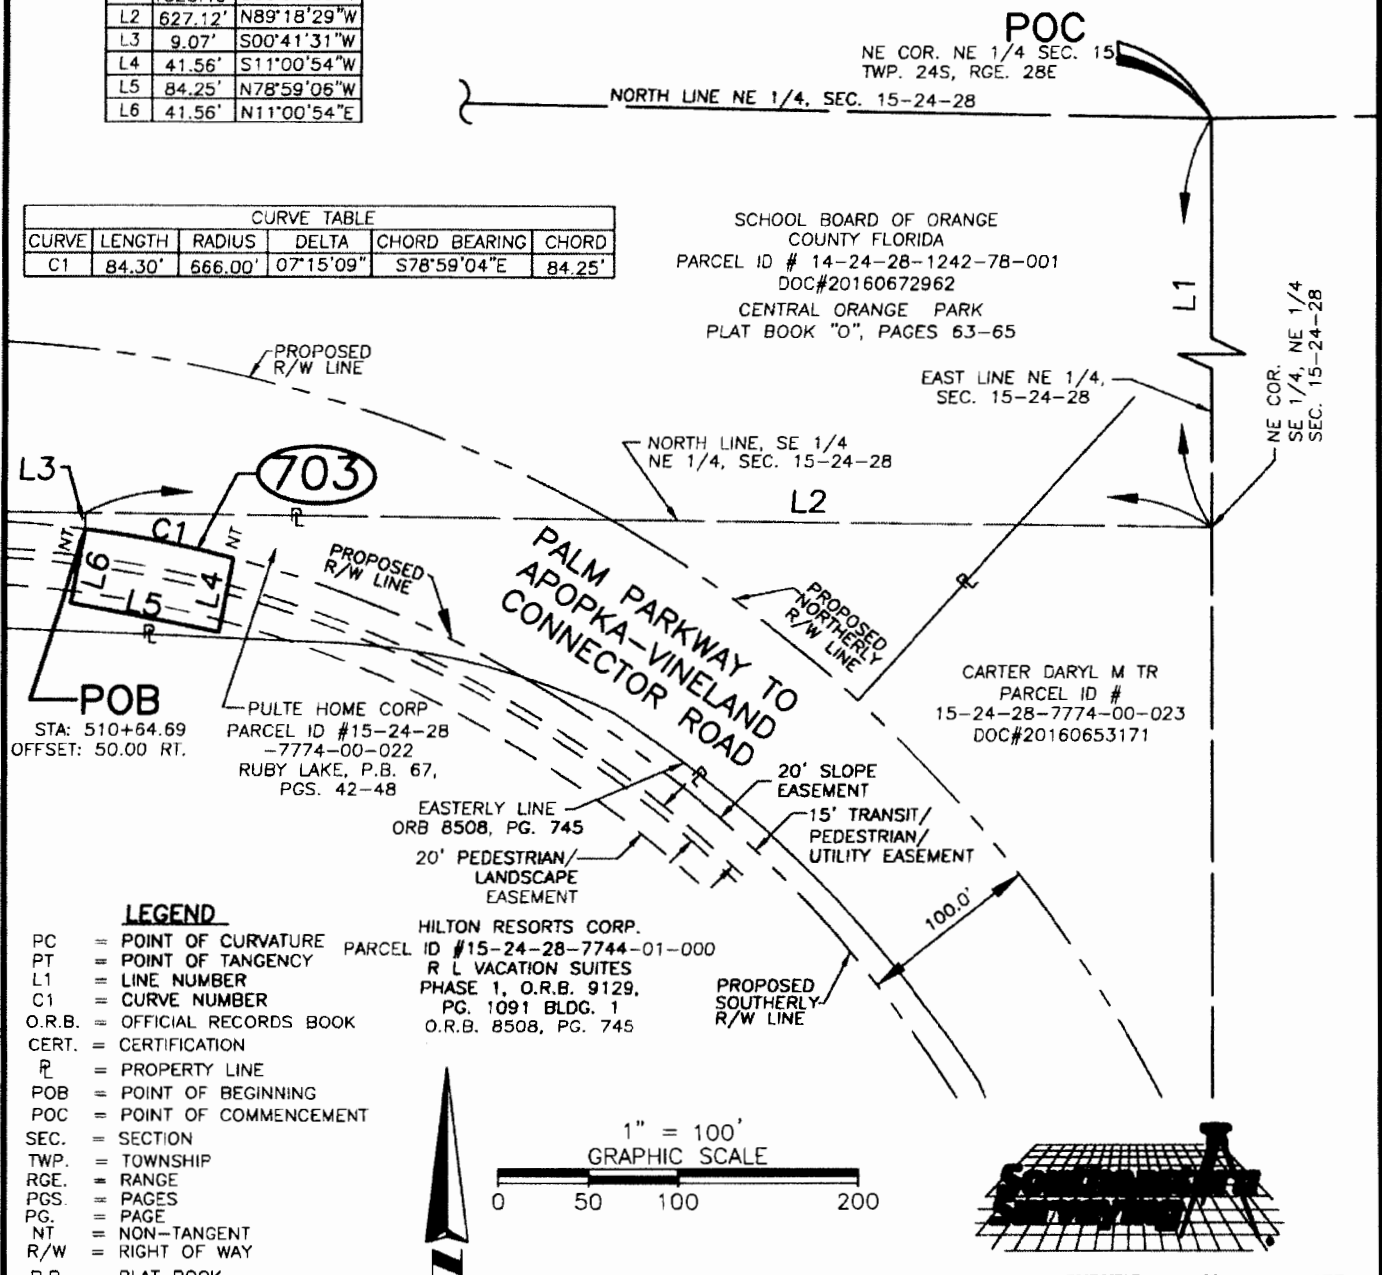 L2 627.12' N89°18'29"W
L3 9.07' S00°41'31"W
L4 41.56' S11°00'54"W
L5 84.25' N78°59'06"W
L6 41.56' N11°00'54"E
POC
NE COR. NE 1/4 SEC. 15
TWP. 24S, RGE. 28E
NORTH LINE NE 1/4, SEC. 15-24-28
CURVE TABLE
CURVE LENGTH RADIUS DELTA CHORD BEARING CHORD
C1 84.30' 666.00' 07°15'09" S78°59'04"E 84.25'
SCHOOL BOARD OF ORANGE
COUNTY FLORIDA
PARCEL ID # 14-24-28-1242-78-001
DOC#20160672962
CENTRAL ORANGE PARK
PLAT BOOK "O", PAGES 63-65
L1
NE COR.
SE 1/4, NE 1/4
SEC. 15-24-28
PROPOSED
R/W LINE
EAST LINE NE 1/4,
SEC. 15-24-28
NORTH LINE, SE 1/4
NE 1/4, SEC. 15-24-28
L2
L3
703
PL
C1
NT
NT
L6
L4
L5
PL
PROPOSED
R/W LINE
PALM PARKWAY TO
APOPKA-VINELAND
CONNECTOR ROAD
PROPOSED
NORTHERLY
R/W LINE
PL
POB
STA: 510+64.69
OFFSET: 50.00 RT.
PULTE HOME CORP
PARCEL ID #15-24-28
-7774-00-022
RUBY LAKE, P.B. 67,
PGS. 42-48
CARTER DARYL M TR
PARCEL ID #
15-24-28-7774-00-023
DOC#20160653171
PL
EASTERLY LINE
ORB 8508, PG. 745
20' SLOPE
EASEMENT
15' TRANSIT/
PEDESTRIAN/
UTILITY EASEMENT
20' PEDESTRIAN/
LANDSCAPE
EASEMENT
100.0'
HILTON RESORTS CORP.
PARCEL ID #15-24-28-7744-01-000
R L VACATION SUITES
PHASE 1, O.R.B. 9129,
PG. 1091 BLDG. 1
O.R.B. 8508, PG. 745
PROPOSED
SOUTHERLY
R/W LINE
LEGEND
PC = POINT OF CURVATURE
PT = POINT OF TANGENCY
L1 = LINE NUMBER
C1 = CURVE NUMBER
O.R.B. = OFFICIAL RECORDS BOOK
CERT. = CERTIFICATION
PL = PROPERTY LINE
POB = POINT OF BEGINNING
POC = POINT OF COMMENCEMENT
SEC. = SECTION
TWP. = TOWNSHIP
RGE. = RANGE
PGS. = PAGES
PG. = PAGE
NT = NON-TANGENT
R/W = RIGHT OF WAY
1" = 100'
GRAPHIC SCALE
0 50 100 200